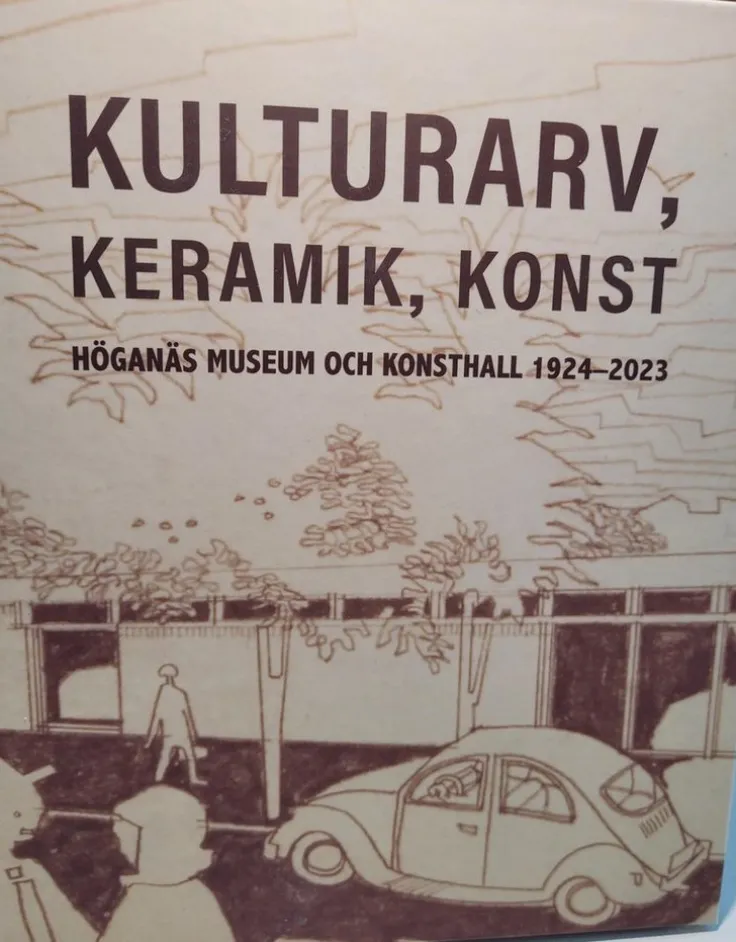 KULTURARV,
KERAMIK, KONST
HÖGANÄS MUSEUM OCH KONSTHALL 1924–2023